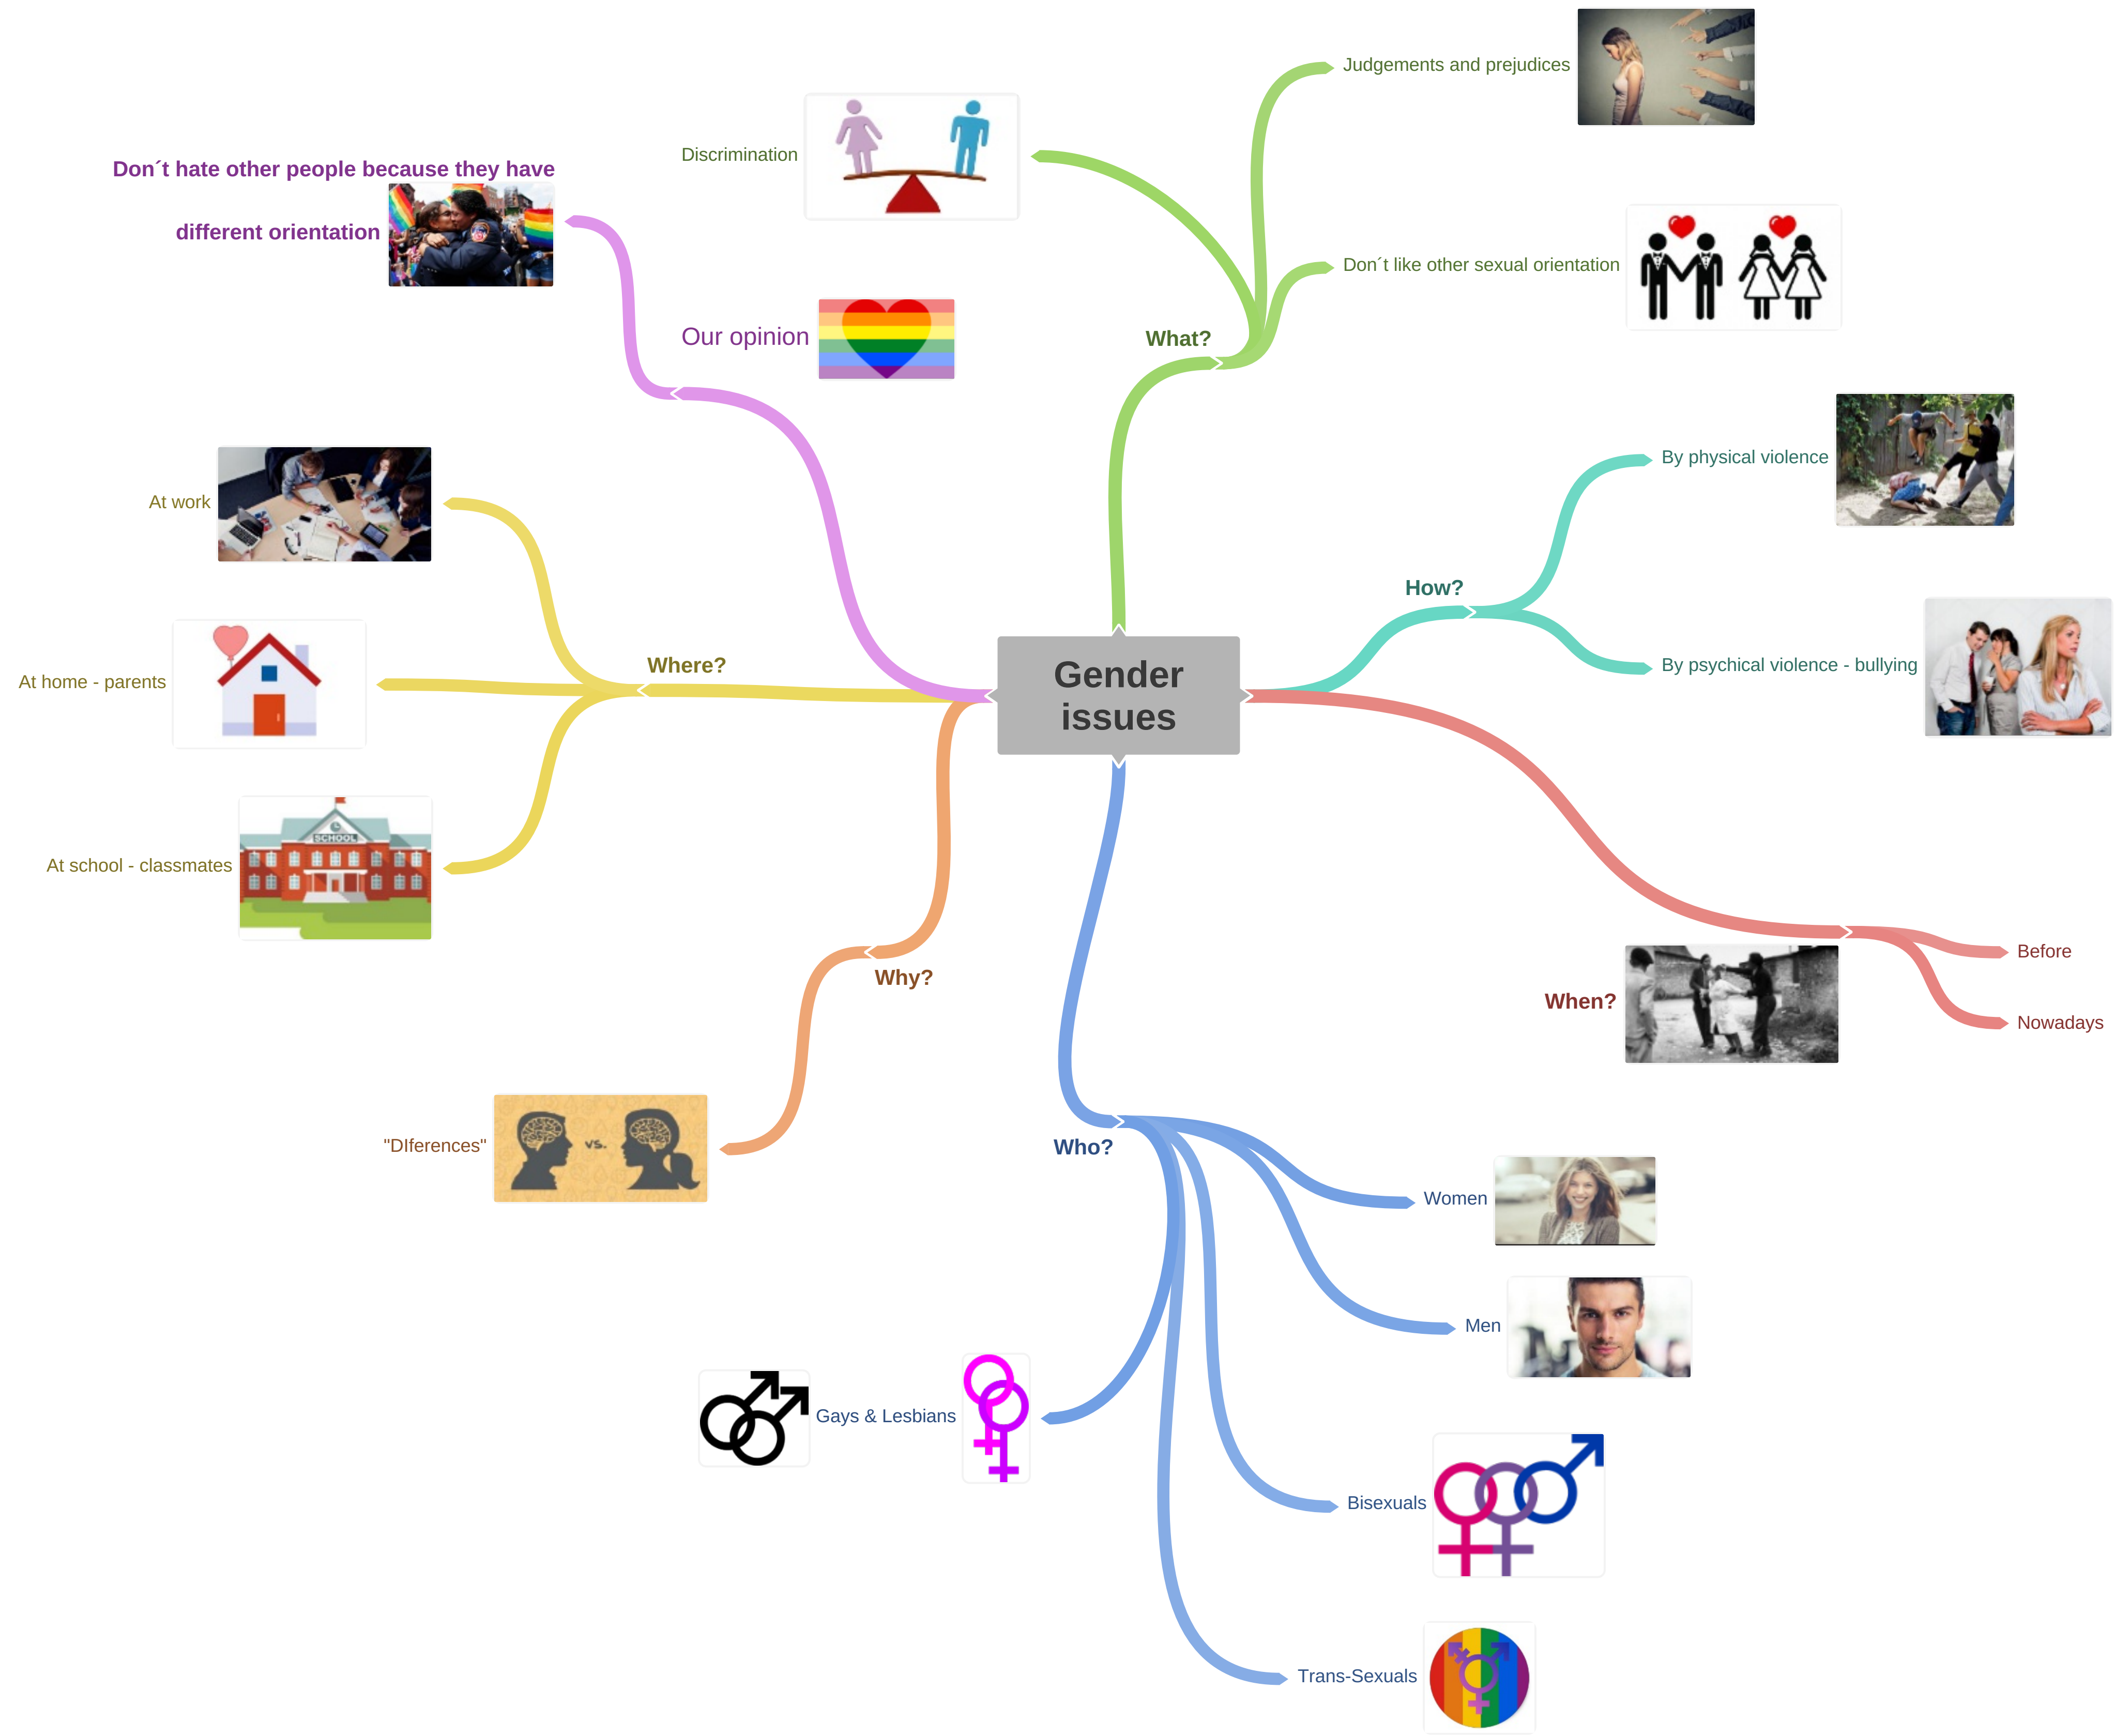 Gender
issues
What?
Judgements and prejudices
Discrimination
Don´t like other sexual orientation
How?
By physical violence
By psychical violence - bullying
When?
Before
Nowadays
Who?
Women
Men
Bisexuals
Trans-Sexuals
Gays & Lesbians
Why?
"DIferences"
vs.
Where?
At work
At home - parents
At school - classmates
SCHOOL
Our opinion
Don´t hate other people because they have
different orientation